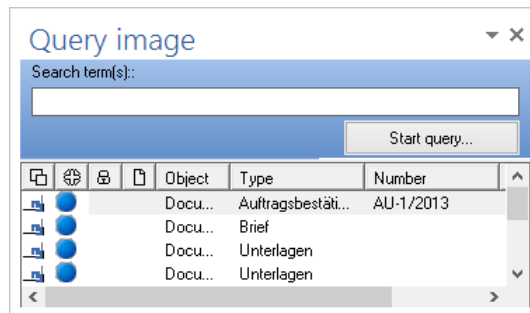 Query image
Search term(s)::
Start query...
Object Type Number
Docu... Auftragsbestäti... AU-1/2013
Docu... Brief
Docu... Unterlagen
Docu... Unterlagen